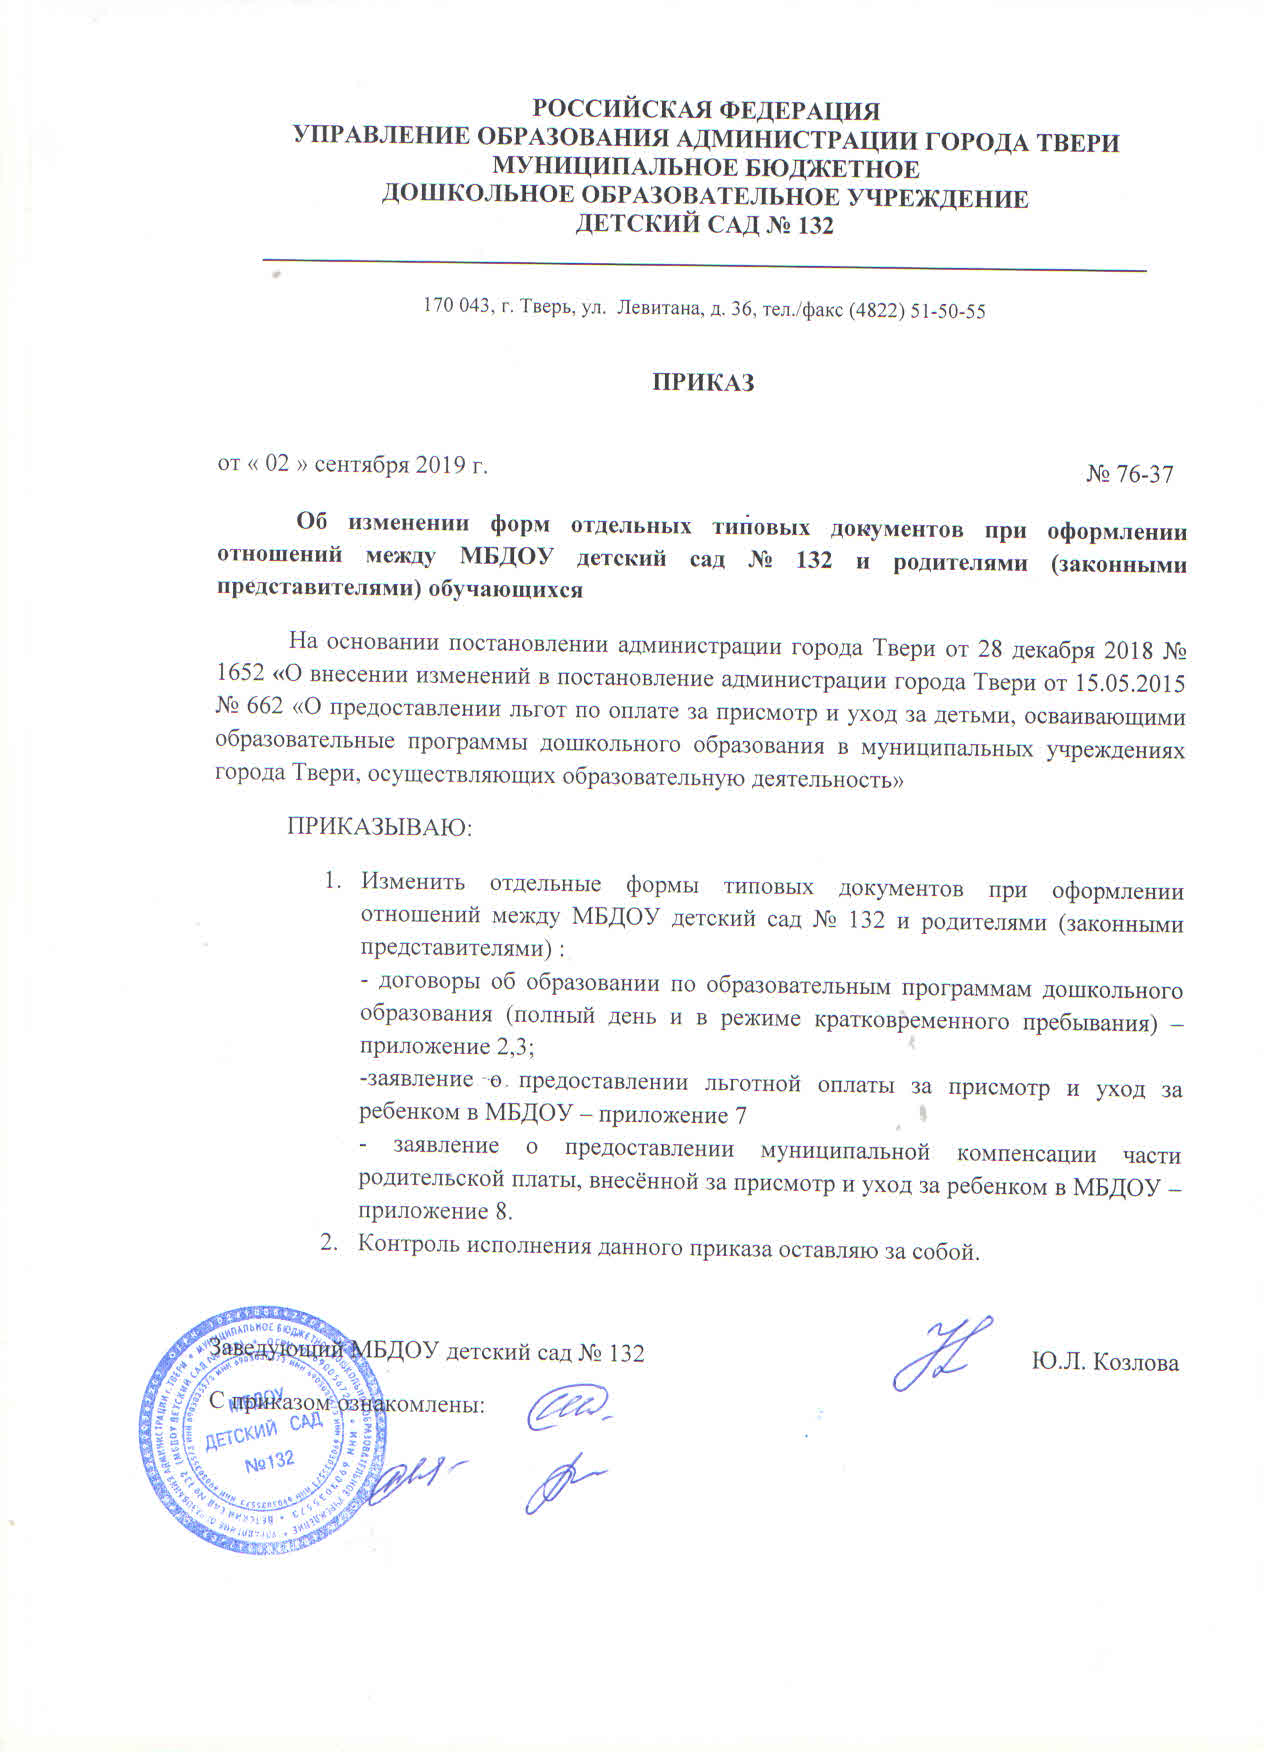 РОССИЙСКАЯ ФЕДЕРАЦИЯ
УПРАВЛЕНИЕ ОБРАЗОВАНИЯ АДМИНИСТРАЦИИ ГОРОДА ТВЕРИ
МУНИЦИПАЛЬНОЕ БЮДЖЕТНОЕ
ДОШКОЛЬНОЕ ОБРАЗОВАТЕЛЬНОЕ УЧРЕЖДЕНИЕ
ДЕТСКИЙ САД № 132
170 043, г. Тверь, ул. Левитана, д. 36, тел./факс (4822) 51-50-55
ПРИКАЗ
от « 02 » сентября 2019 г.
№ 76-37
Об изменении форм отдельных типовых документов при оформлении
отношений между МБДОУ детский сад № 132 и родителями (законными
представителями) обучающихся
На основании постановлении администрации города Твери от 28 декабря 2018 №
1652 «О внесении изменений в постановление администрации города Твери от 15.05.2015
№ 662 «О предоставлении льгот по оплате за присмотр и уход за детьми, осваивающими
образовательные программы дошкольного образования в муниципальных учреждениях
города Твери, осуществляющих образовательную деятельность»
ПРИКАЗЫВАЮ:
1. Изменить отдельные формы типовых документов при оформлении
отношений между МБДОУ детский сад № 132 и родителями (законными
представителями) :
- договоры об образовании по образовательным программам дошкольного
образования (полный день и в режиме кратковременного пребывания) –
приложение 2,3;
-заявление о предоставлении льготной оплаты за присмотр и уход за
ребенком в МБДОУ – приложение 7
- заявление о предоставлении муниципальной компенсации части
родительской платы, внесённой за присмотр и уход за ребенком в МБДОУ –
приложение 8.
2. Контроль исполнения данного приказа оставляю за собой.
Заведующий МБДОУ детский сад № 132
Ю.Л. Козлова
С приказом ознакомлены:
МБДОУ
ДЕТСКИЙ САД
№132